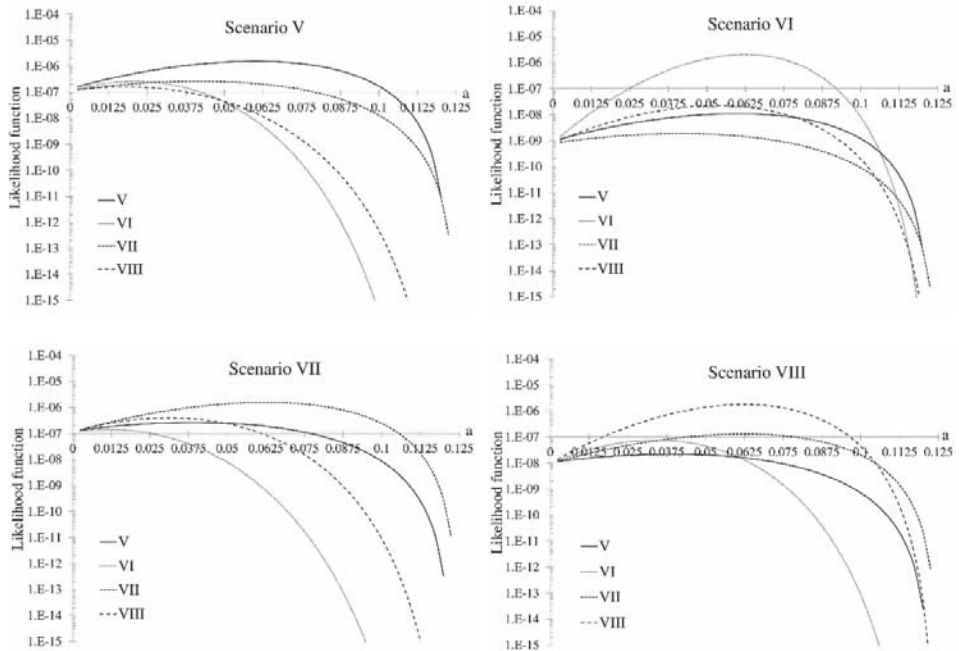 Scenario V
Likelihood function
1.E-04
1.E-05
1.E-06
1.E-07
1.E-08
1.E-09
1.E-10
1.E-11
1.E-12
1.E-13
1.E-14
1.E-15
0 0.0125 0.025 0.0375 0.05 0.0625 0.075 0.0875 0.1 0.1125 0.125
a
V
VI
VII
VIII
Scenario VI
Likelihood function
1.E-04
1.E-05
1.E-06
1.E-07
1.E-08
1.E-09
1.E-10
1.E-11
1.E-12
1.E-13
1.E-14
1.E-15
0 0.0125 0.025 0.0375 0.05 0.0625 0.075 0.0875 0.1 0.1125 0.125
a
V
VI
VII
VIII
Scenario VII
Likelihood function
1.E-04
1.E-05
1.E-06
1.E-07
1.E-08
1.E-09
1.E-10
1.E-11
1.E-12
1.E-13
1.E-14
1.E-15
0 0.0125 0.025 0.0375 0.05 0.0625 0.075 0.0875 0.1 0.1125 0.125
a
V
VI
VII
VIII
Scenario VIII
Likelihood function
1.E-04
1.E-05
1.E-06
1.E-07
1.E-08
1.E-09
1.E-10
1.E-11
1.E-12
1.E-13
1.E-14
1.E-15
0 0.0125 0.025 0.0375 0.05 0.0625 0.075 0.0875 0.1 0.1125 0.125
a
V
VI
VII
VIII